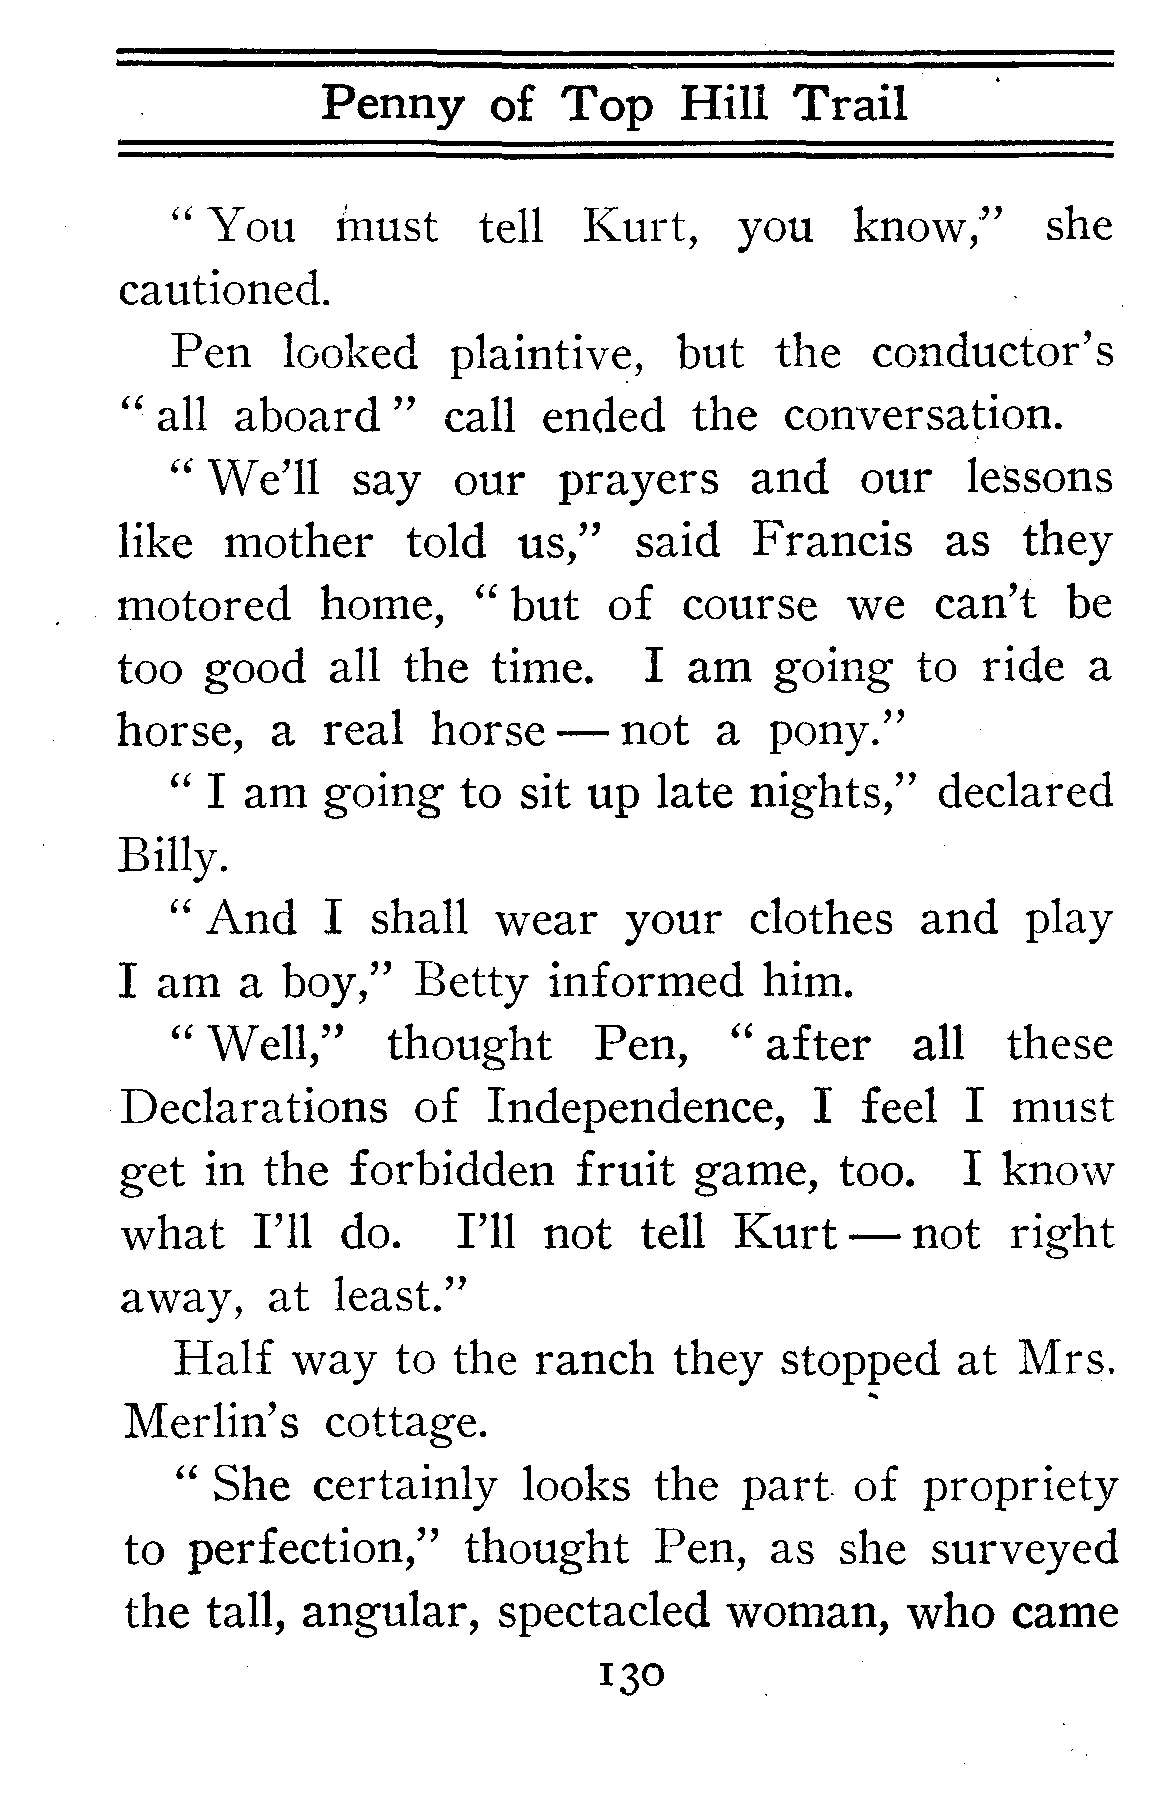 Penny of Top Hill Trail
“ You must tell Kurt, you know,” she
cautioned.
Pen looked plaintive, but the conductor’s
“ all aboard ” call ended the conversation.
“ We’ll say our prayers and our lessons
like mother told us,” said Francis as they
motored home, “ but of course we can’t be
too good all the time. I am going to ride a
horse, a real horse — not a pony.”
“ I am going to sit up late nights,” declared
Billy.
“ And I shall wear your clothes and play
I am a boy,” Betty informed him.
“ Well,” thought Pen, “ after all these
Declarations of Independence, I feel I must
get in the forbidden fruit game, too. I know
what I’ll do. I’ll not tell Kurt — not right
away, at least.”
Half way to the ranch they stopped at Mrs.
Merlin’s cottage.
“ She certainly looks the part of propriety
to perfection,” thought Pen, as she surveyed
the tall, angular, spectacled woman, who came
130